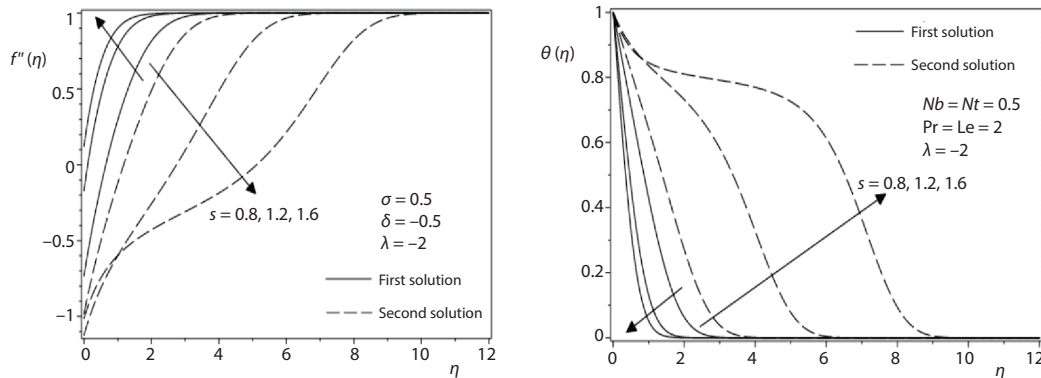 1
f″(η)
0.5
0
−0.5
−1
0
2
4
6
8
10
12
η
s = 0.8, 1.2, 1.6
σ = 0.5
δ = −0.5
λ = −2
First solution
Second solution
1
θ(η)
0.8
0.6
0.4
0.2
0
0
2
4
6
8
10
12
η
First solution
Second solution
Nb = Nt = 0.5
Pr = Le = 2
λ = −2
s = 0.8, 1.2, 1.6